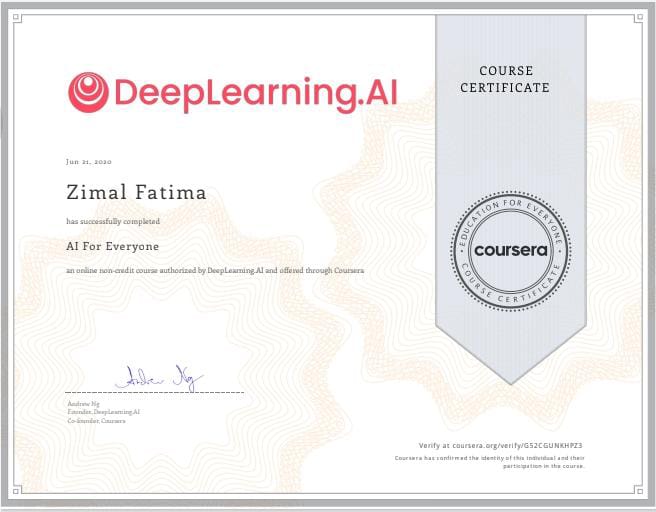 DeepLearning.AI
COURSE
CERTIFICATE
Jun 21, 2020
Zimal Fatima
has successfully completed
AI For Everyone
an online non-credit course authorized by DeepLearning.AI and offered through Coursera
EDUCATION FOR EVERYONE
coursera
COURSE CERTIFICATE
Andrew Ng
Andrew Ng
Founder, DeepLearning.AI
Co-founder, Coursera
Verify at coursera.org/verify/G52CGUNKHPZ3
Coursera has confirmed the identity of this individual and their
participation in the course.